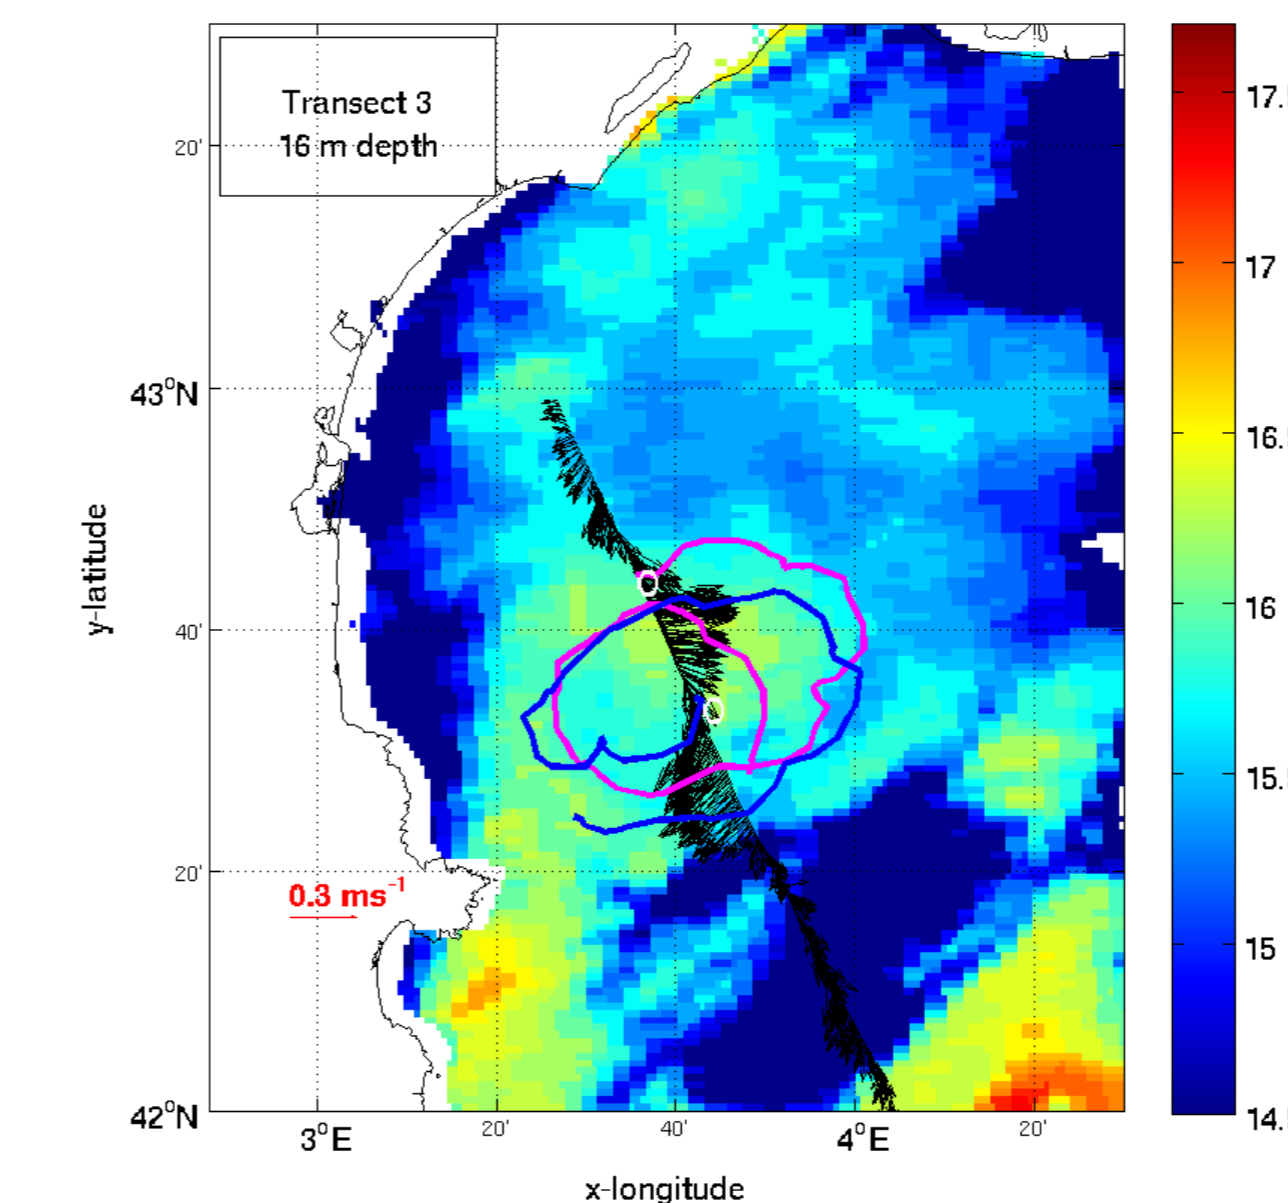 Transect 3
16 m depth
17.
20'
17
43°N
16.
y-latitude
40'
16
15.
20'
0.3 ms⁻¹
15
42°N
14.
3°E
20'
40'
4°E
20'
x-longitude